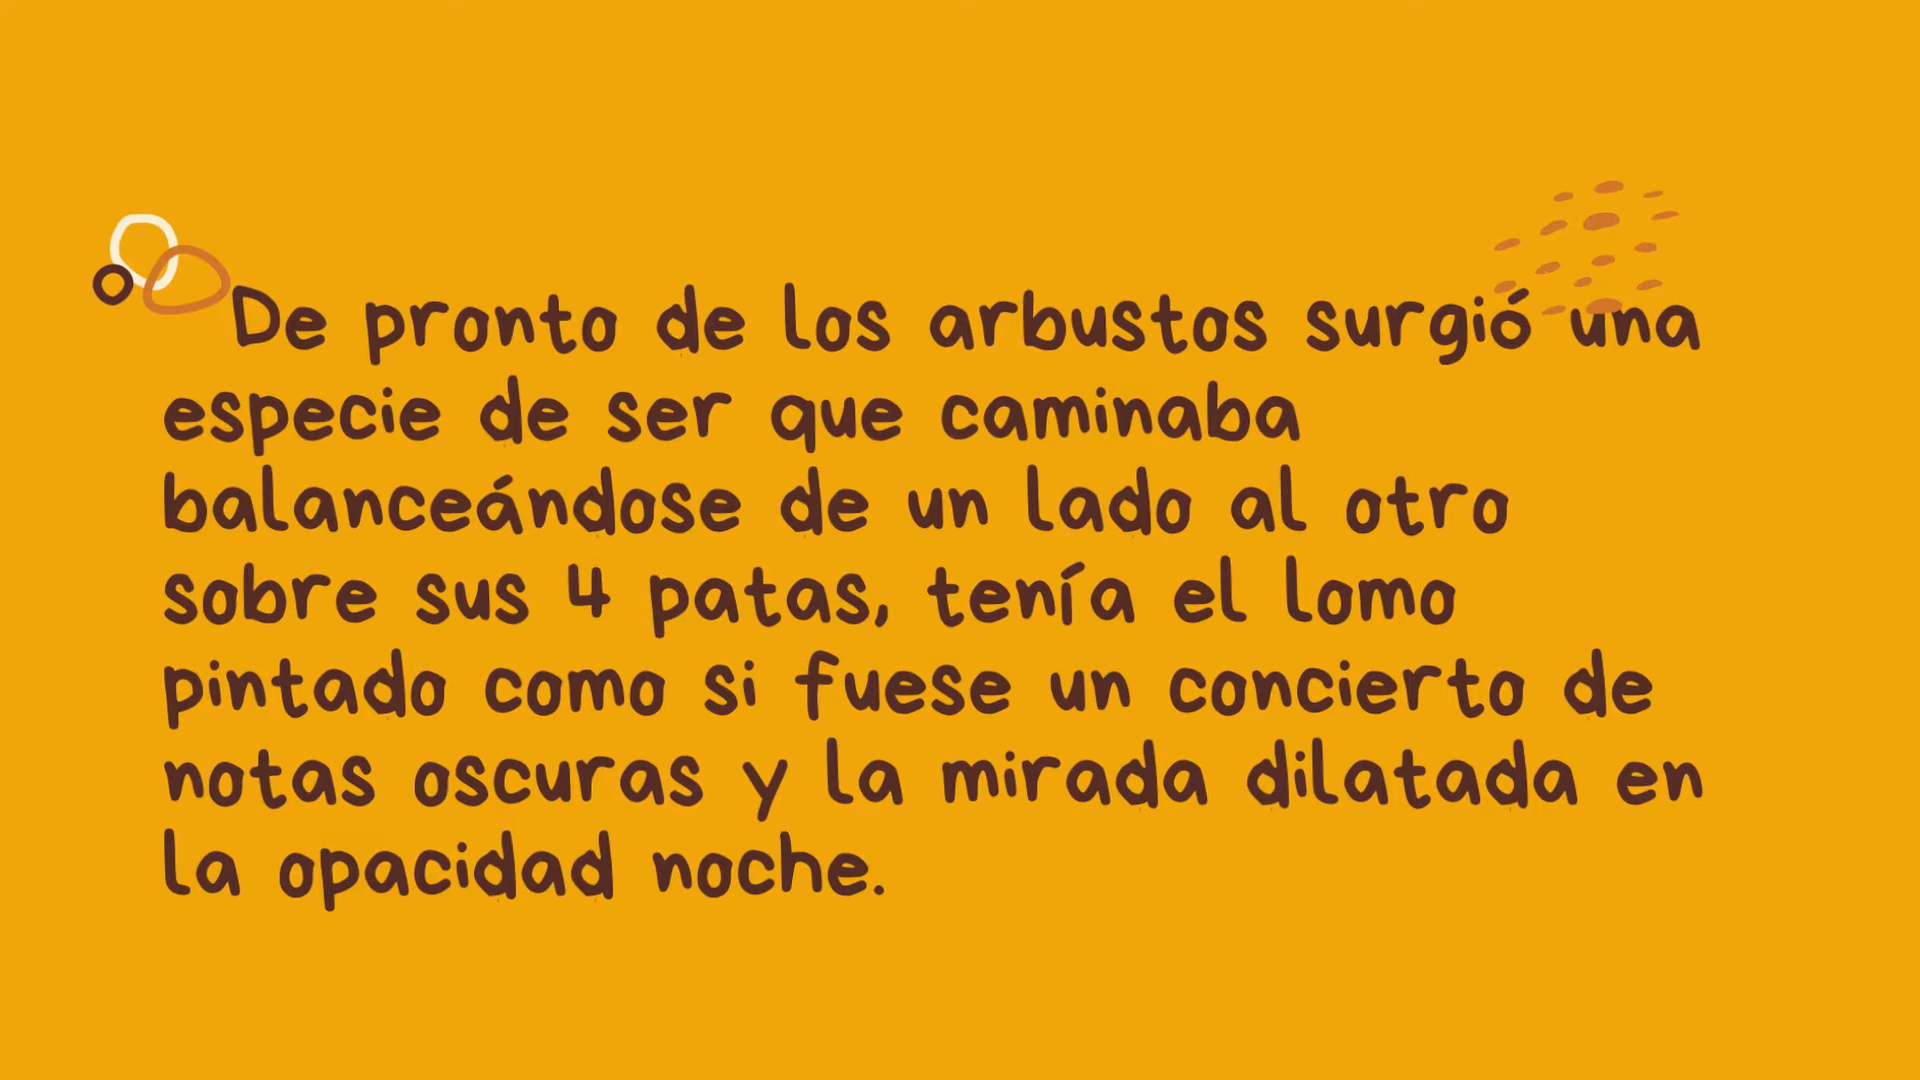 De pronto de los arbustos surgió una
especie de ser que caminaba
balanceándose de un lado al otro
sobre sus 4 patas, tenía el lomo
pintado como si fuese un concierto de
notas oscuras y la mirada dilatada en
la opacidad noche.